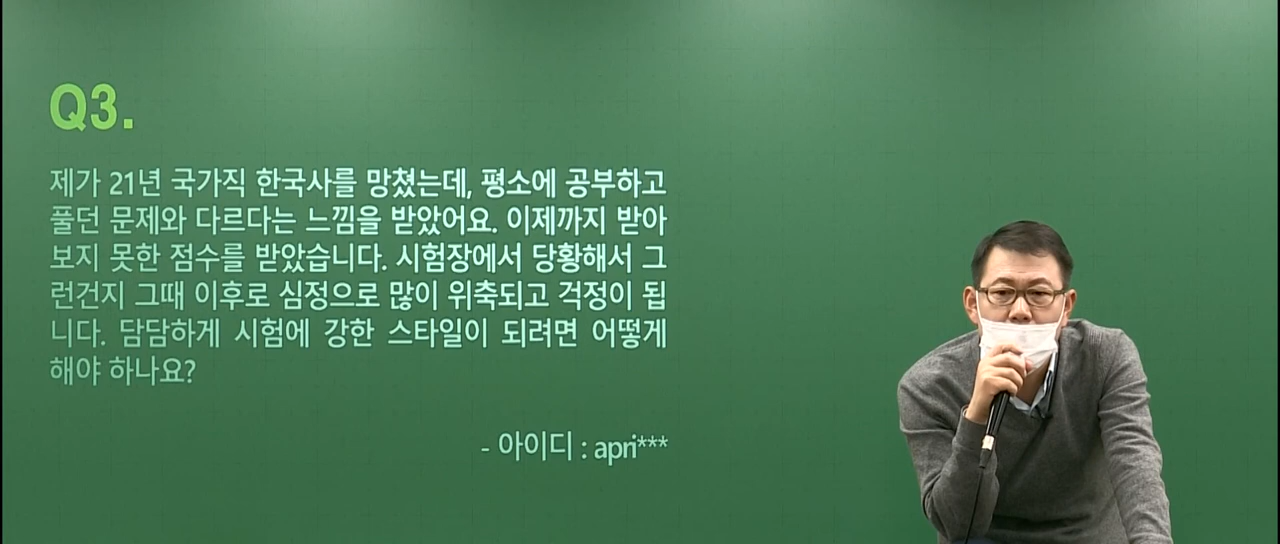 Q3.
제가 21년 국가직 한국사를 망쳤는데, 평소에 공부하고
풀던 문제와 다르다는 느낌을 받았어요. 이제까지 받아
보지 못한 점수를 받았습니다. 시험장에서 당황해서 그
런건지 그때 이후로 심정으로 많이 위축되고 걱정이 됩
니다. 담담하게 시험에 강한 스타일이 되려면 어떻게
해야 하나요?
- 아이디 : apri***